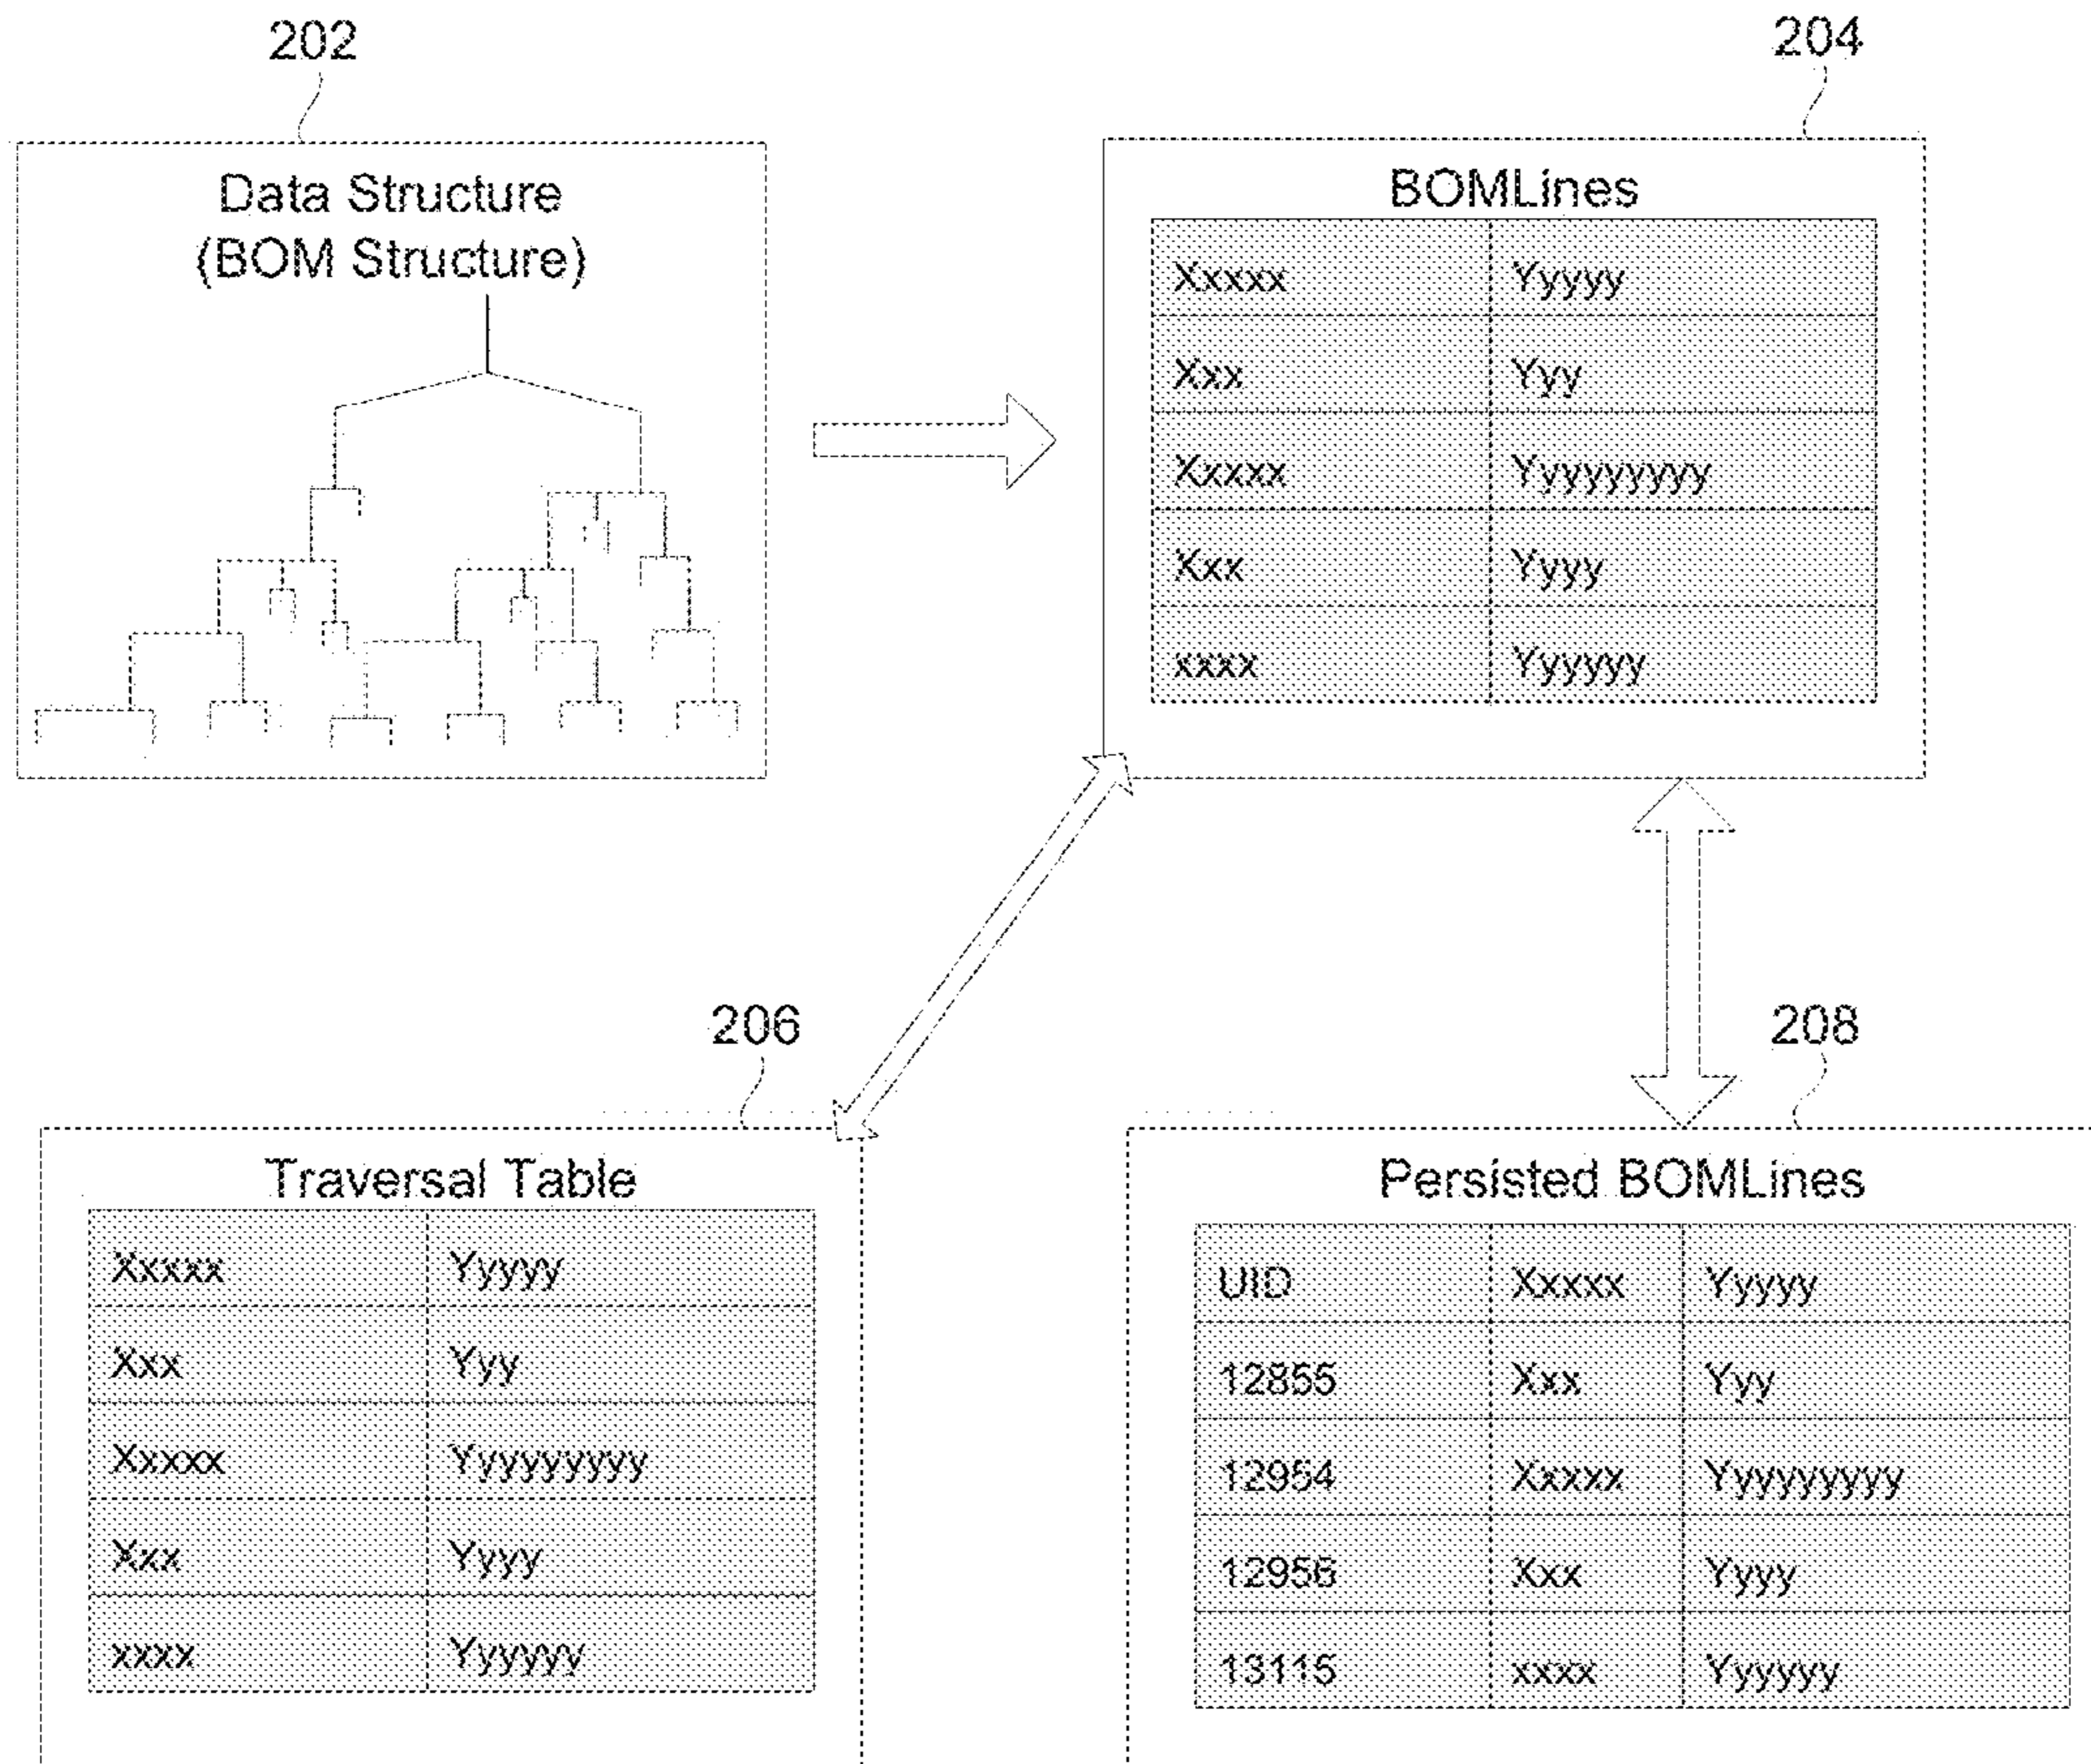 202
204
Data Structure
(BOM Structure)
BOMLines
Xxxxx Yyyyy
Xxx Yyy
Xxxxx Yyyyyyyyy
Xxx Yyyy
xxxx Yyyyyy
206
208
Traversal Table
Xxxxx Yyyyy
Xxx Yyy
Xxxxx Yyyyyyyyy
Xxx Yyyy
xxxx Yyyyyy
Persisted BOMLines
UID Xxxxx Yyyyy
12855 Xxx Yyy
12954 Xxxxx Yyyyyyyyy
12956 Xxx Yyyy
13115 xxxx Yyyyyy